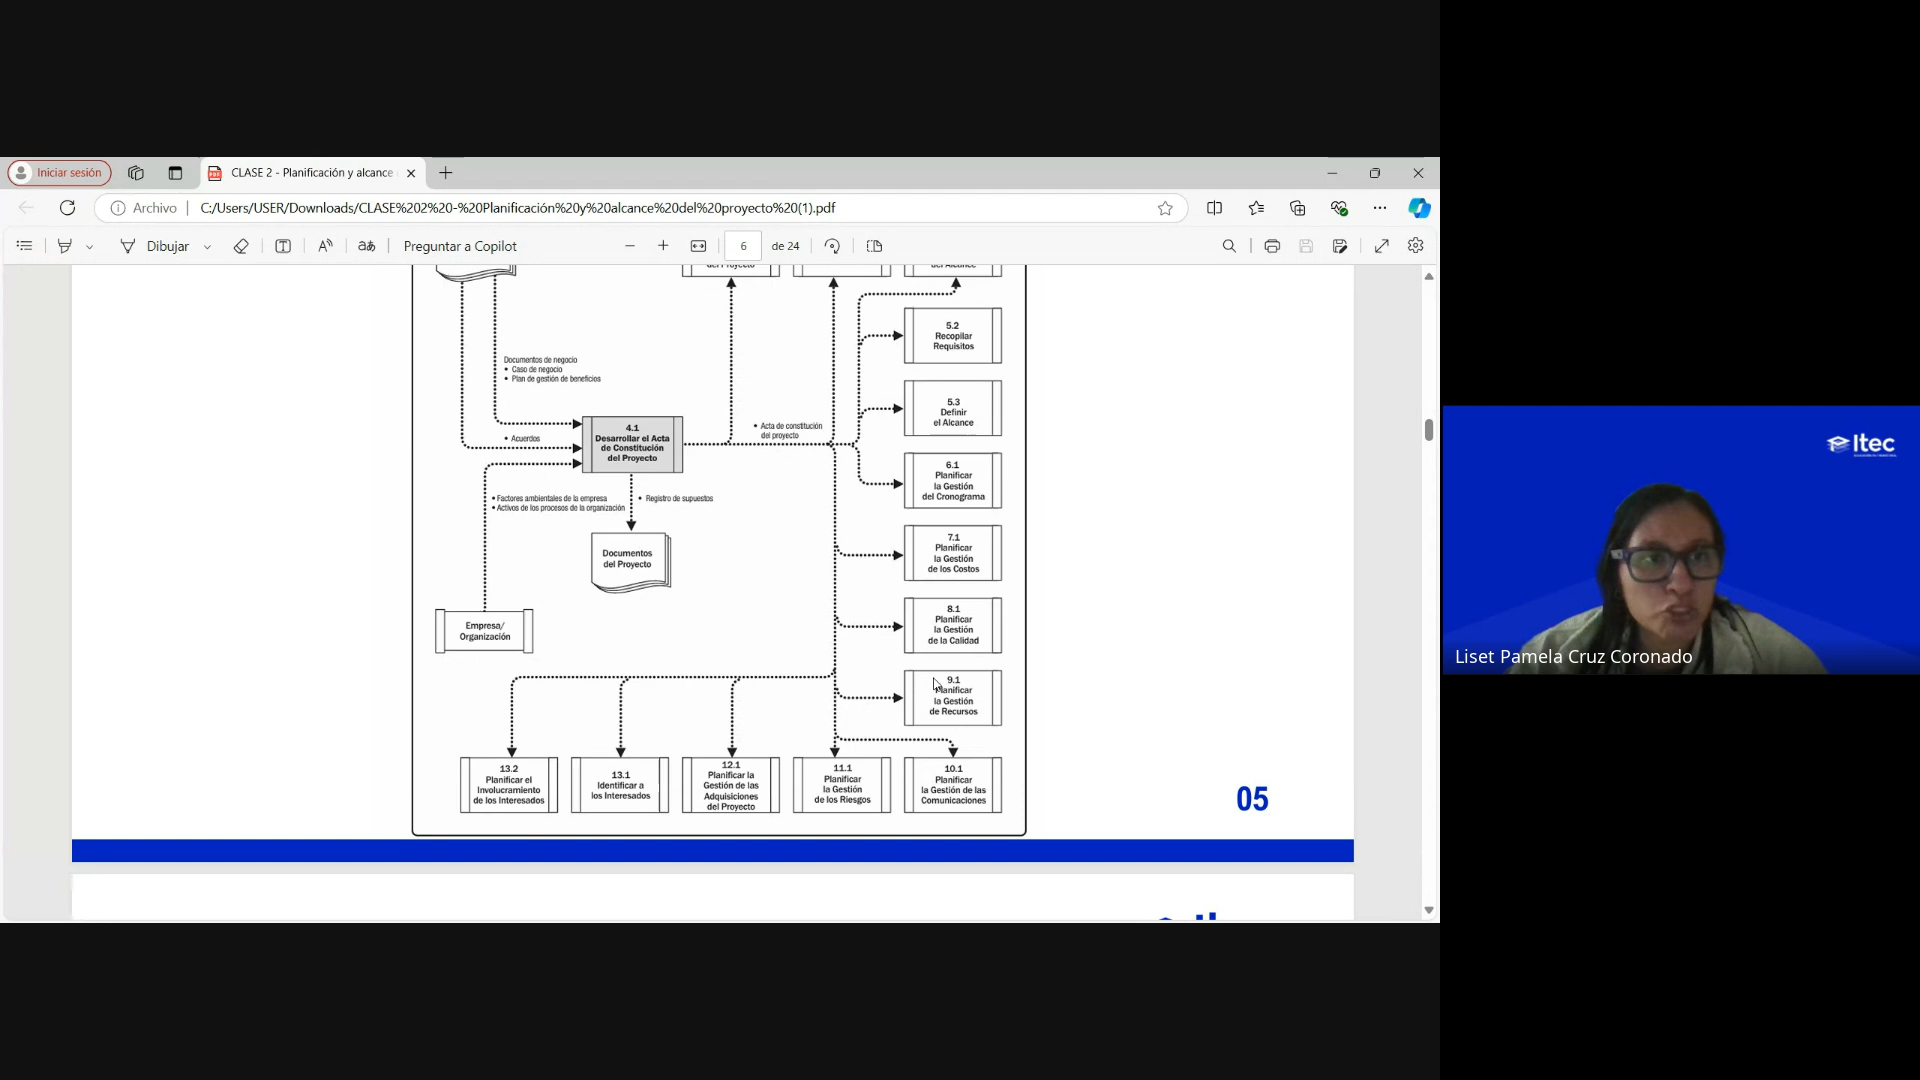 Iniciar sesión
CLASE 2 - Planificación y alcance
Archivo
C:/Users/USER/Downloads/CLASE%202%20-%20Planificación%20y%20alcance%20del%20proyecto%20(1).pdf
Dibujar
Preguntar a Copilot
6
de 24
del Proyecto
del Alcance
5.2
Recopilar
Requisitos
Documentos de negocio
• Caso de negocio
• Plan de gestión de beneficios
5.3
Definir
el Alcance
4.1
Desarrollar el Acta
de Constitución
del Proyecto
• Acuerdos
• Acta de constitución
del proyecto
6.1
Planificar
la Gestión
del Cronograma
• Factores ambientales de la empresa
• Activos de los procesos de la organización
• Registro de supuestos
7.1
Planificar
la Gestión
de los Costos
Documentos
del Proyecto
8.1
Planificar
la Gestión
de la Calidad
Empresa/
Organización
9.1
Planificar
la Gestión
de Recursos
13.2
Planificar el
Involucramiento
de los Interesados
13.1
Identificar a
los Interesados
12.1
Planificar la
Gestión de las
Adquisiciones
del Proyecto
11.1
Planificar
la Gestión
de los Riesgos
10.1
Planificar
la Gestión de las
Comunicaciones
05
Itec
Liset Pamela Cruz Coronado